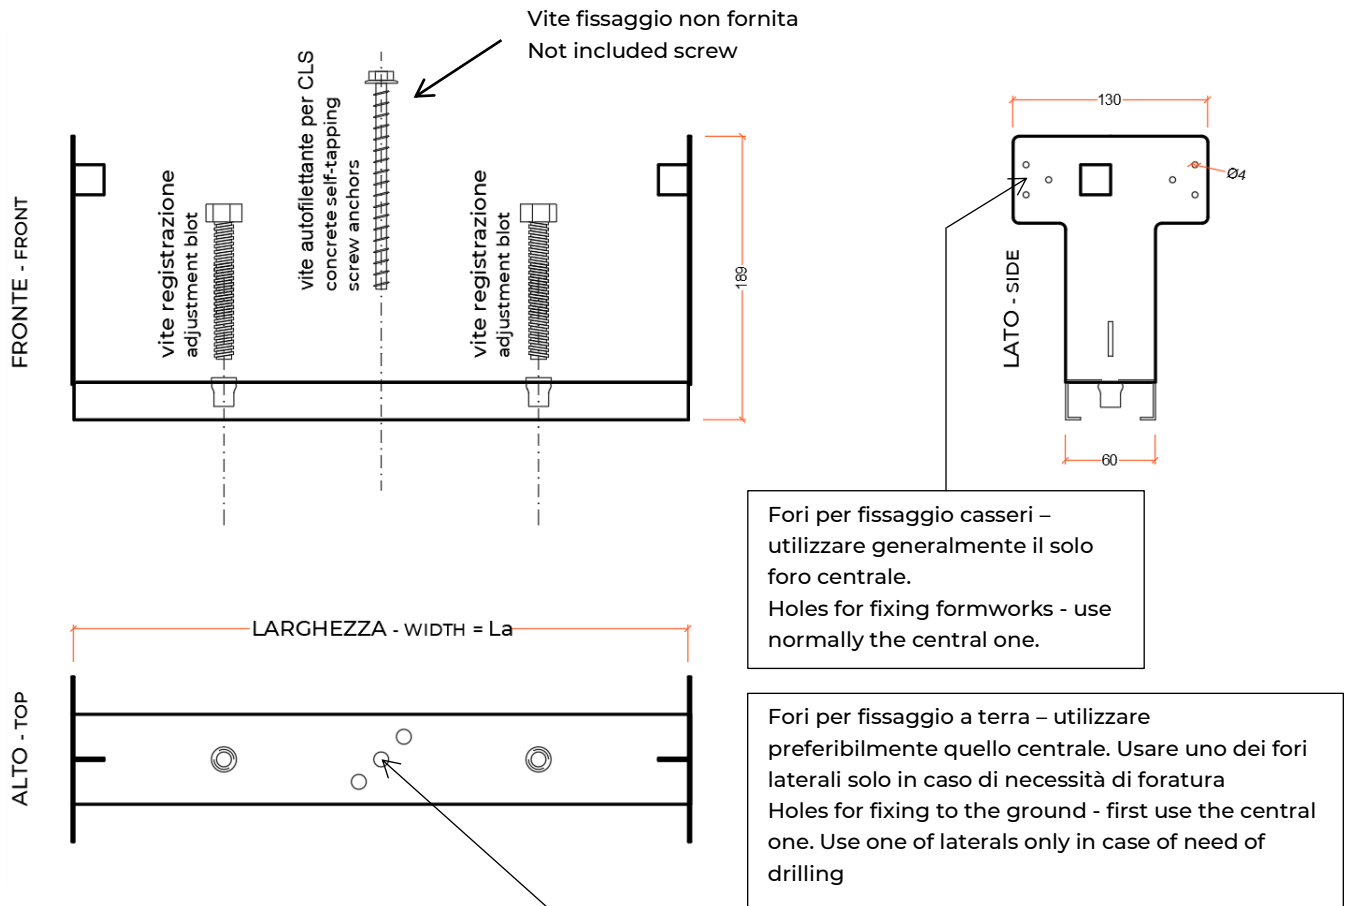 Vite fissaggio non fornita
Not included screw
FRONTE - FRONT
vite registrazione
adjustment blot
vite autofilettante per CLS
concrete self-tapping
screw anchors
vite registrazione
adjustment blot
189
130
Ø4
LATO - SIDE
60
Fori per fissaggio casseri –
utilizzare generalmente il solo
foro centrale.
Holes for fixing formworks - use
normally the central one.
LARGHEZZA - WIDTH = La
ALTO - TOP
Fori per fissaggio a terra – utilizzare
preferibilmente quello centrale. Usare uno dei fori
laterali solo in caso di necessità di foratura
Holes for fixing to the ground - first use the central
one. Use one of laterals only in case of need of
drilling